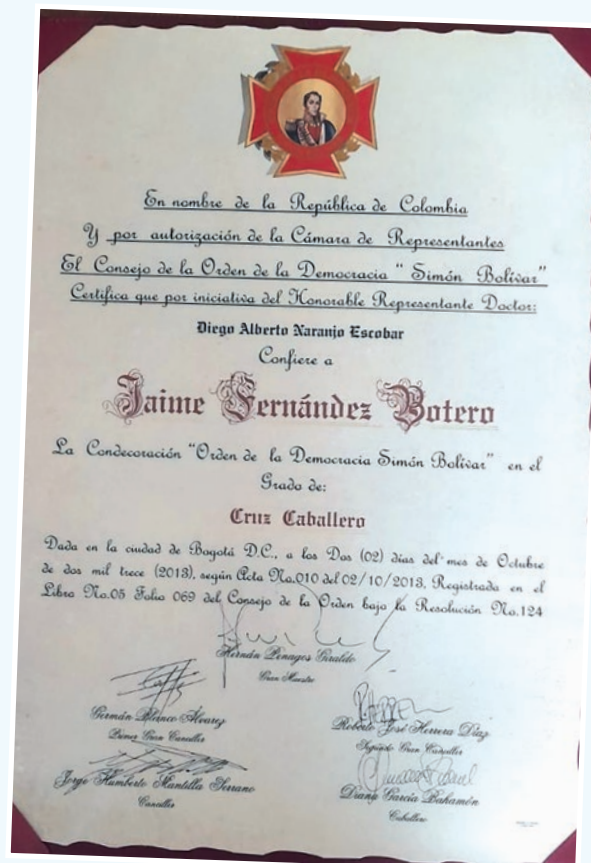 En nombre de la República de Colombia
Y por autorización de la Cámara de Representantes
El Consejo de la Orden de la Democracia " Simón Bolívar"
Certifica que por iniciativa del Honorable Representante Doctor:
Diego Alberto Naranjo Escobar
Confiere a
Jaime Fernández Botero
La Condecoración "Orden de la Democracia Simón Bolívar" en el
Grado de:
Cruz Caballero
Dada en la ciudad de Bogotá D.C., a los Dos (02) días del mes de Octubre
de dos mil trece (2013), según Acta No.010 del 02/10/2013, Registrada en el
Libro No.05 Folio 069 del Consejo de la Orden bajo la Resolución No.124
Hernán Penagos Giraldo
Gran Maestro
Germán Blanco Álvarez
Primer Gran Canciller
Roberto José Herrera Díaz
Segundo Gran Canciller
Jorge Humberto Mantilla Serrano
Canciller
Diana García Bahamón
Caballero